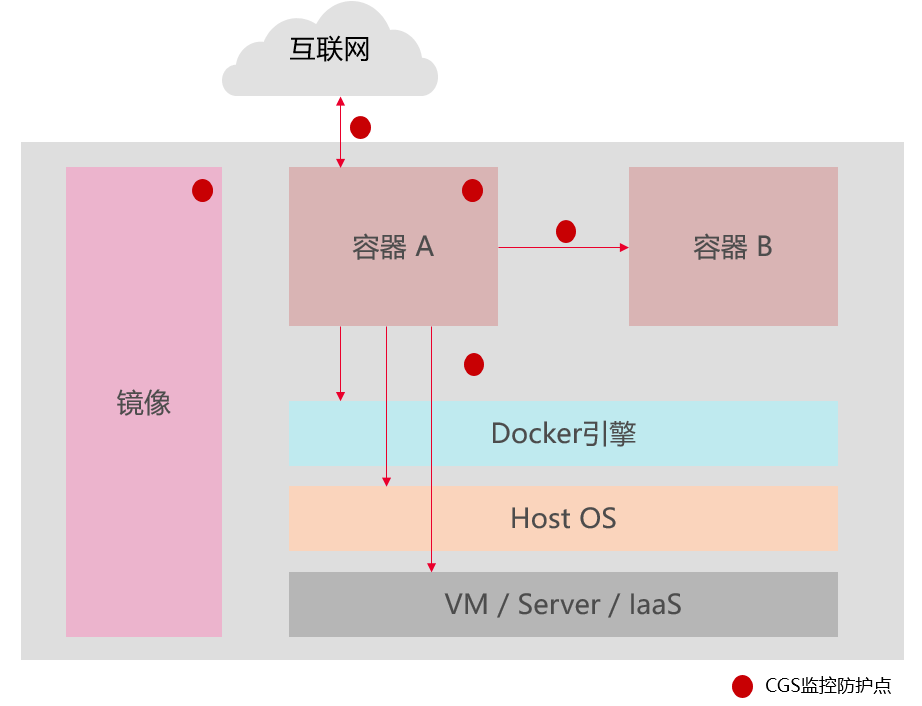 互联网
容器 A
容器 B
镜像
Docker引擎
Host OS
VM / Server / IaaS
CGS监控防护点